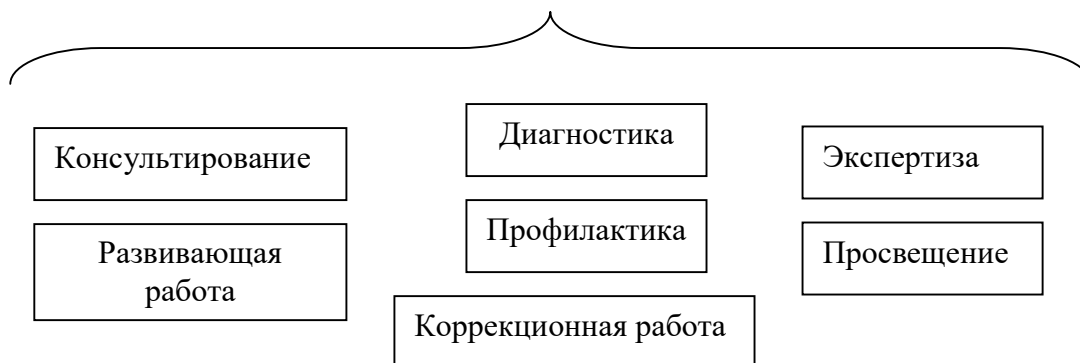 Консультирование
Развивающая
работа
Диагностика
Профилактика
Коррекционная работа
Экспертиза
Просвещение